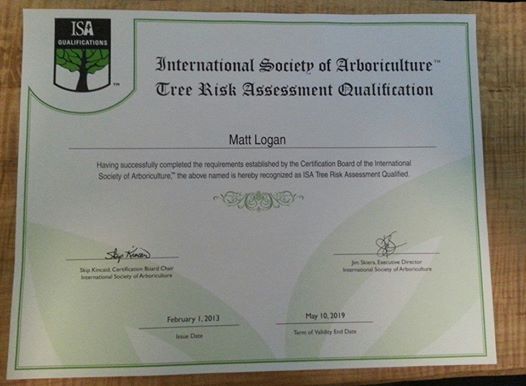 ISA
QUALIFICATIONS
TM
International Society of Arboriculture™
Tree Risk Assessment Qualification
Matt Logan
Having successfully completed the requirements established by the Certification Board of the International
Society of Arboriculture,™ the above named is hereby recognized as ISA Tree Risk Assessment Qualified.
Skip Kincaid
Skip Kincaid, Certification Board Chair
International Society of Arboriculture
Jim Skiera, Executive Director
International Society of Arboriculture
February 1, 2013
Issue Date
May 10, 2019
Term of Validity End Date